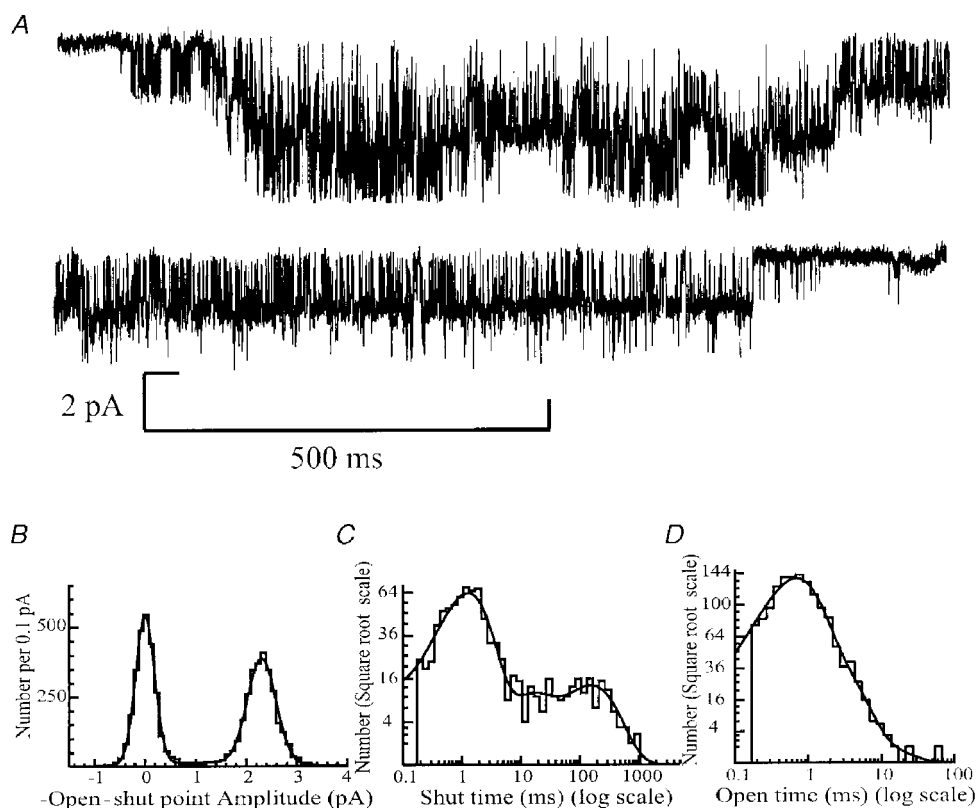 A
2 pA
500 ms
B
Number per 0.1 pA
500
250
-1 0 1 2 3 4
-Open-shut point Amplitude (pA)
C
Number (Square root scale)
64
36
16
4
0.1 1 10 100 1000
Shut time (ms) (log scale)
D
Number (Square root scale)
144
100
64
36
16
4
0.1 1 10 100
Open time (ms) (log scale)